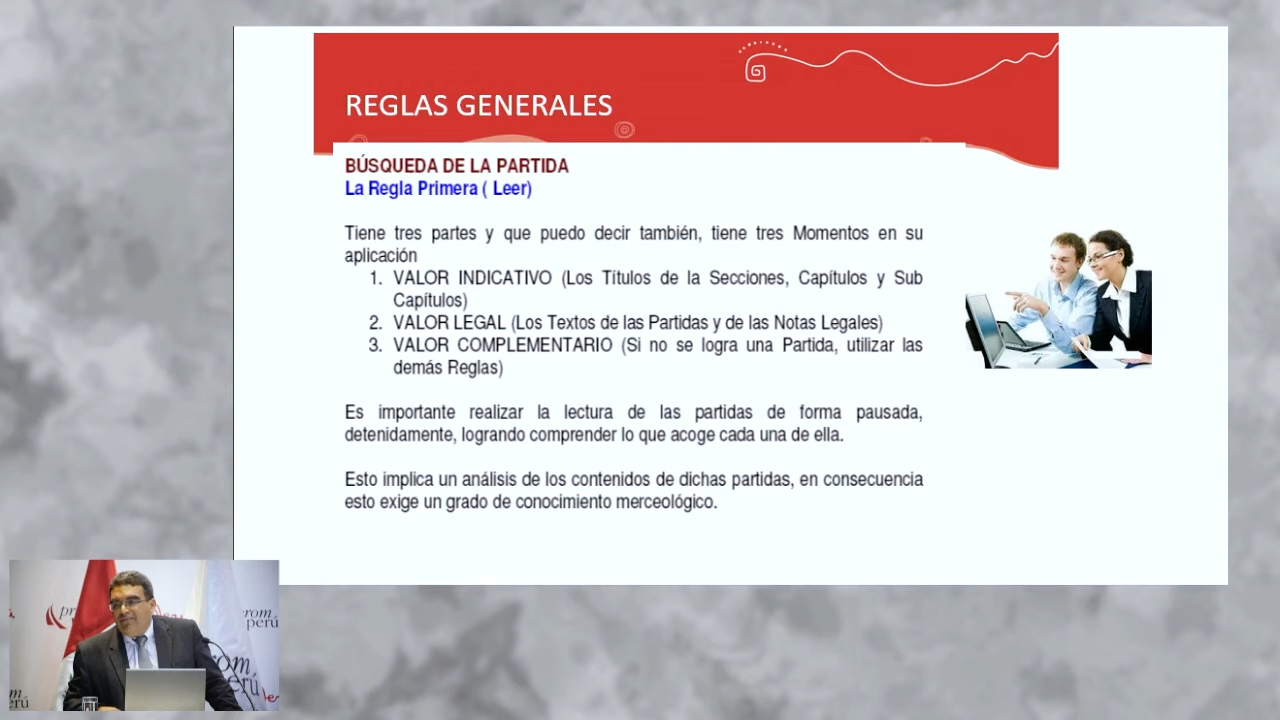 REGLAS GENERALES
BÚSQUEDA DE LA PARTIDA
La Regla Primera ( Leer)
Tiene tres partes y que puedo decir también, tiene tres Momentos en su
aplicación
1. VALOR INDICATIVO (Los Títulos de la Secciones, Capítulos y Sub
Capítulos)
2. VALOR LEGAL (Los Textos de las Partidas y de las Notas Legales)
3. VALOR COMPLEMENTARIO (Si no se logra una Partida, utilizar las
demás Reglas)
Es importante realizar la lectura de las partidas de forma pausada,
detenidamente, logrando comprender lo que acoge cada una de ella.
Esto implica un análisis de los contenidos de dichas partidas, en consecuencia
esto exige un grado de conocimiento merceológico.
perú